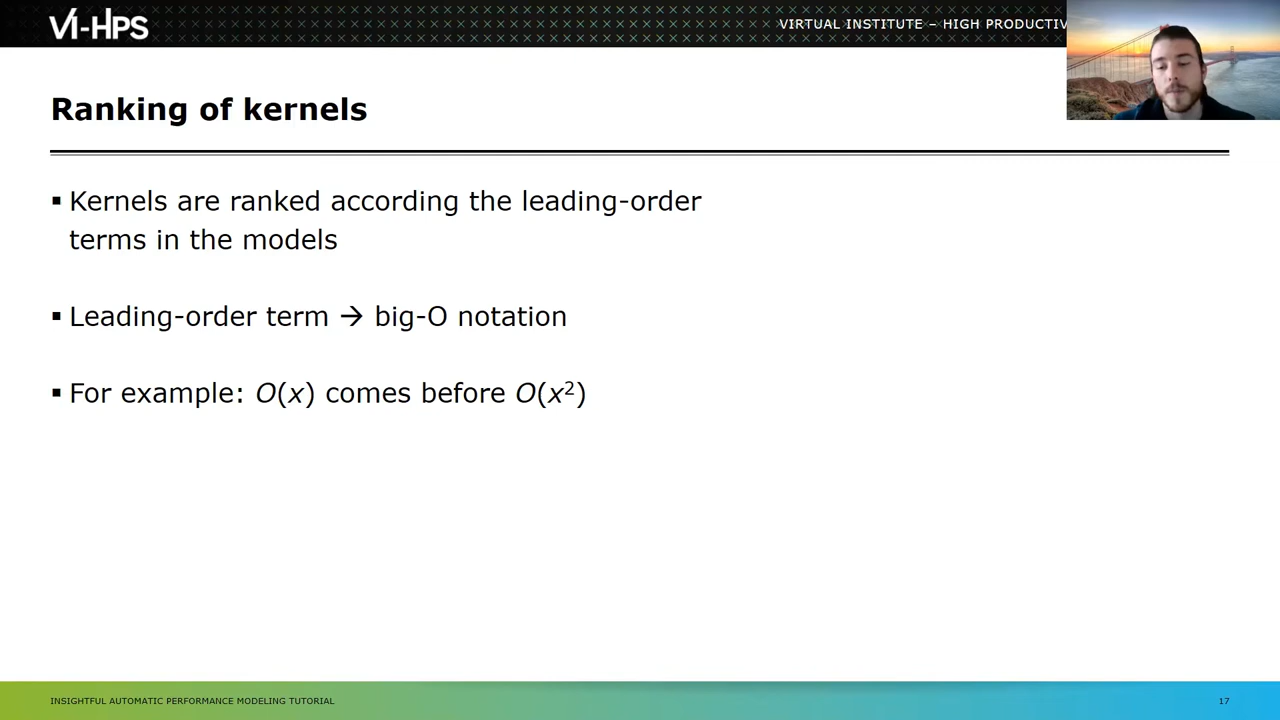 VI-HPS
VIRTUAL INSTITUTE – HIGH PRODUCTIV
Ranking of kernels
▪ Kernels are ranked according the leading-order
terms in the models
▪ Leading-order term → big-O notation
▪ For example: O(x) comes before O(x²)
INSIGHTFUL AUTOMATIC PERFORMANCE MODELING TUTORIAL
17